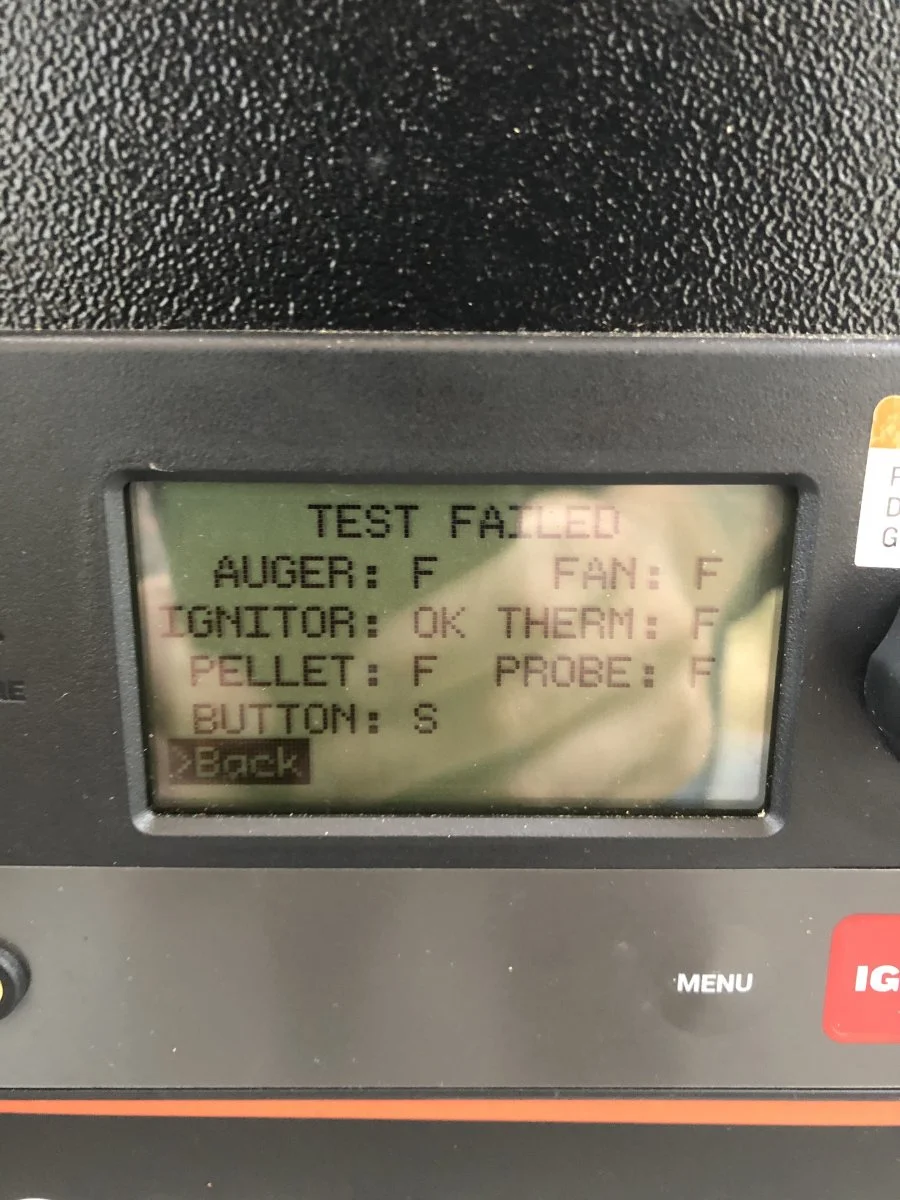 TEST FAILED
AUGER: F FAN: F
IGNITOR: OK THERM: F
PELLET: F PROBE: F
BUTTON: S
>Back
MENU